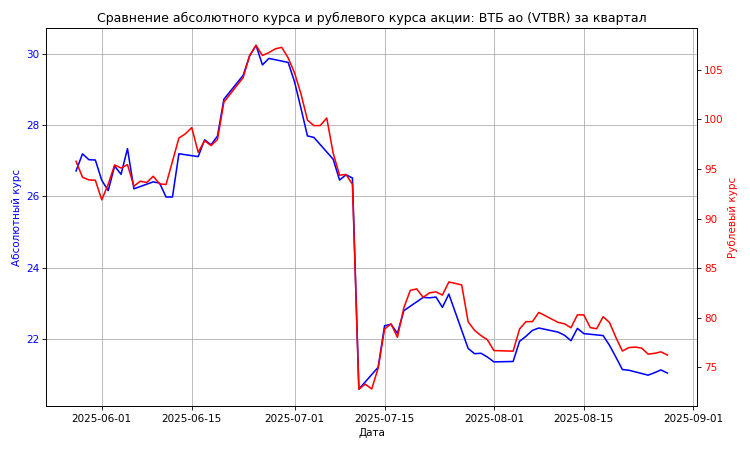 Сравнение абсолютного курса и рублевого курса акции: ВТБ ао (VTBR) за квартал
30
28
26
24
22
Абсолютный курс
105
100
95
90
85
80
75
Рублевый курс
2025-06-01 2025-06-15 2025-07-01 2025-07-15 2025-08-01 2025-08-15 2025-09-01
Дата